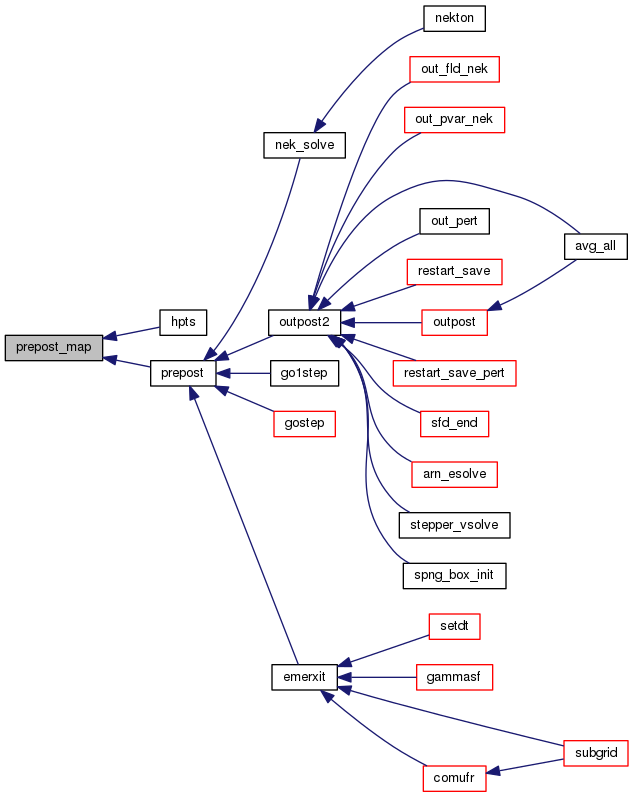 nekton
out_fld_nek
out_pvar_nek
nek_solve
out_pert
avg_all
restart_save
hpts
outpost2
outpost
prepost_map
prepost
go1step
restart_save_pert
gostep
sfd_end
arn_esolve
stepper_vsolve
spng_box_init
setdt
emerxit
gammasf
subgrid
comufr